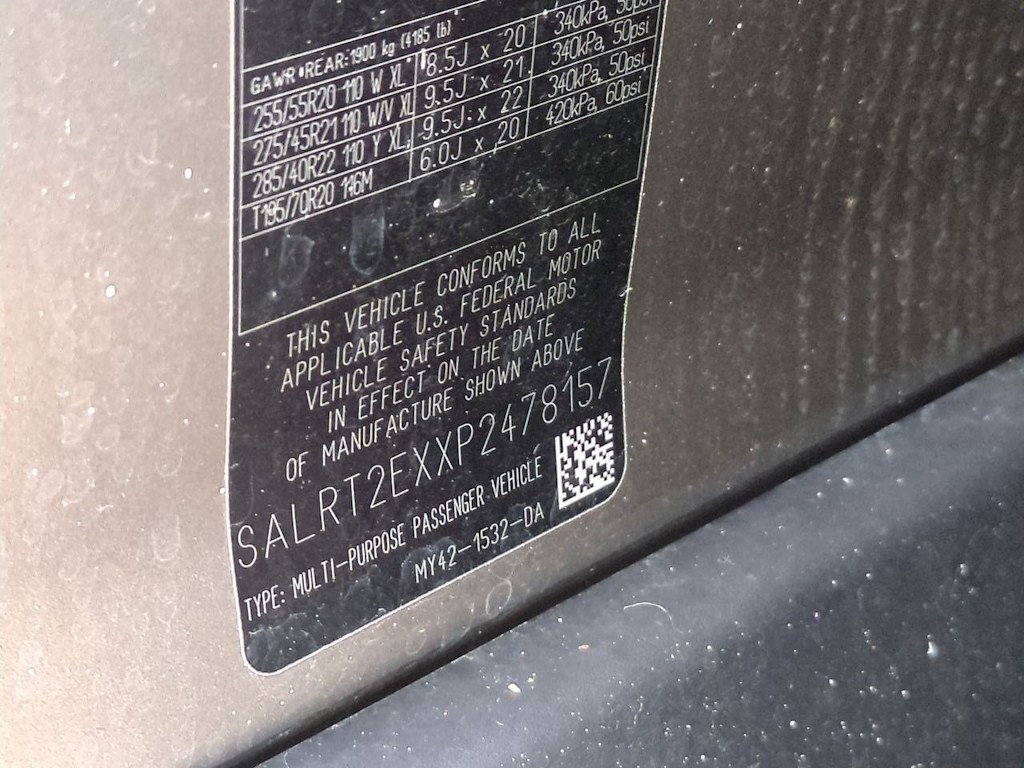 GAWR REAR:1900 kg (4185 lb)
255/55R20 110 W XL 8.5J x 20 340kPa,
275/45R21 110 W/V XL 9.5J x 21 340kPa, 50psi
285/40R22 110 Y XL 9.5J x 22 340kPa, 50psi
T195/70R20 116M 6.0J x 20 420kPa, 60psi
THIS VEHICLE CONFORMS TO ALL
APPLICABLE U.S. FEDERAL MOTOR
VEHICLE SAFETY STANDARDS
IN EFFECT ON THE DATE
OF MANUFACTURE SHOWN ABOVE
SALRT2EXXP2478157
TYPE: MULTI-PURPOSE PASSENGER VEHICLE
MY42-1532-DA